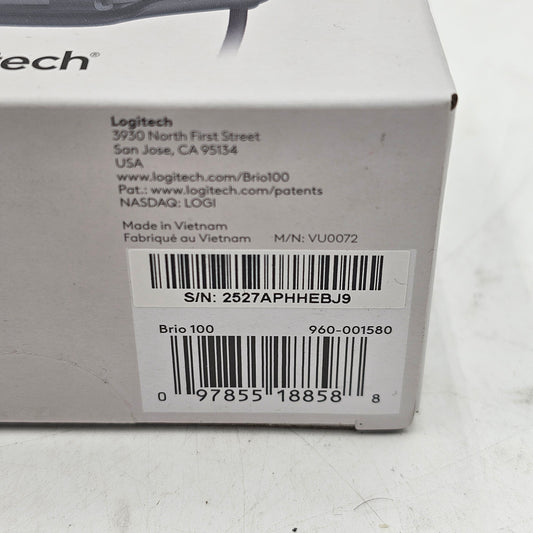 tech®
Logitech
3930 North First Street
San Jose, CA 95134
USA
www.logitech.com/Brio100
Pat.: www.logitech.com/patents
NASDAQ: LOGI
Made in Vietnam
Fabriqué au Vietnam M/N: VU0072
S/N: 2527APHHEBJ9
Brio 100 960-001580
0 97855 18858 8